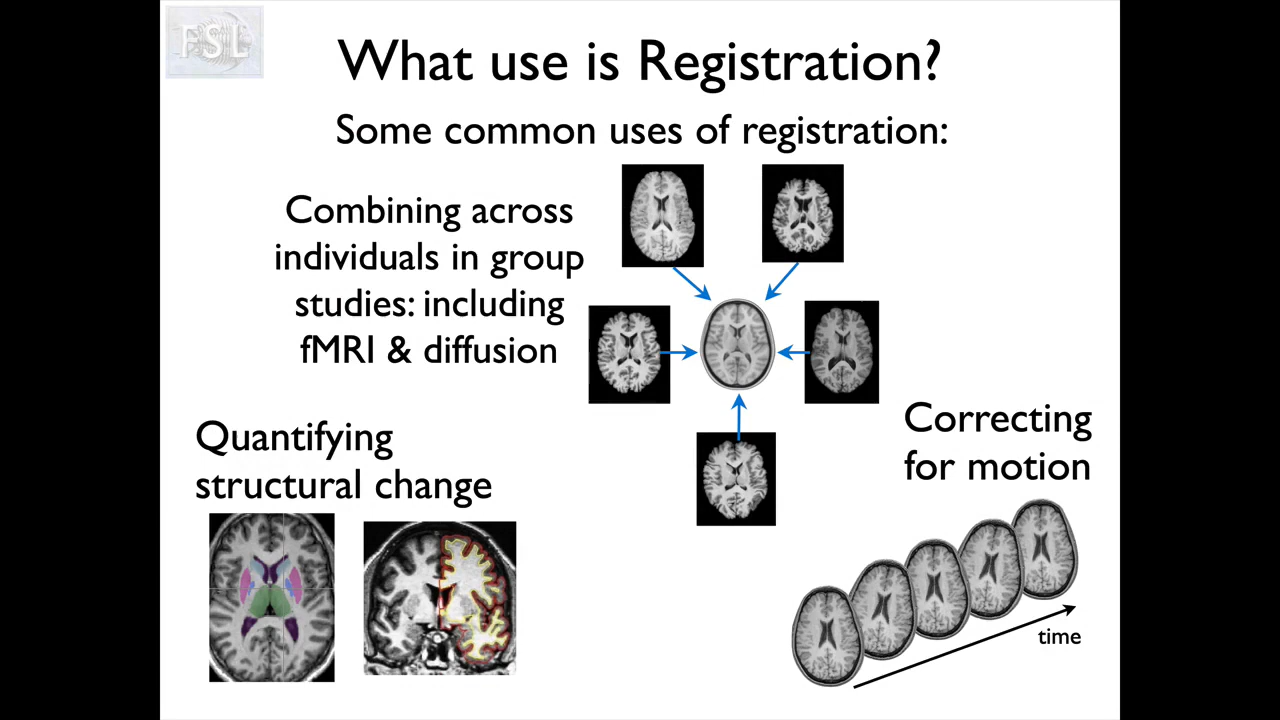 FSL
What use is Registration?
Some common uses of registration:
Combining across
individuals in group
studies: including
fMRI & diffusion
Quantifying
structural change
Correcting
for motion
time